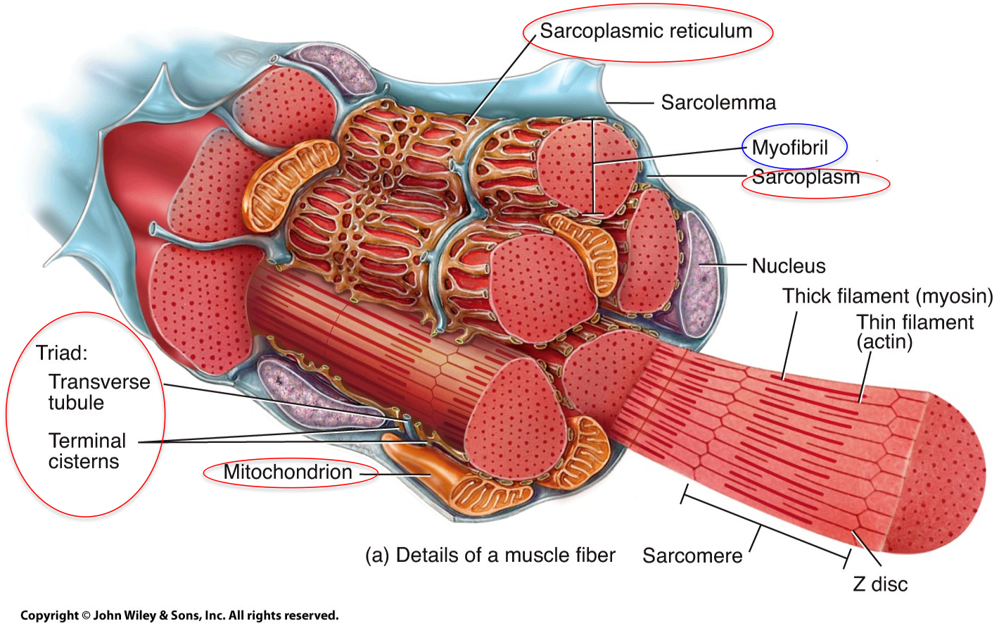 Sarcoplasmic reticulum
Sarcolemma
Myofibril
Sarcoplasm
Nucleus
Thick filament (myosin)
Thin filament
(actin)
Triad:
Transverse
tubule
Terminal
cisterns
Mitochondrion
(a) Details of a muscle fiber
Sarcomere
Z disc
Copyright © John Wiley & Sons, Inc. All rights reserved.